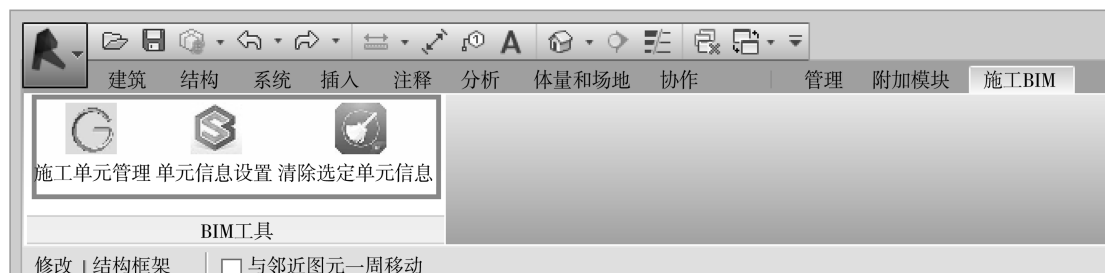 建筑 结构 系统 插入 注释 分析 体量和场地 协作 管理 附加模块 施工BIM
施工单元管理 单元信息设置 清除选定单元信息
BIM工具
修改 | 结构框架 与邻近图元一周移动